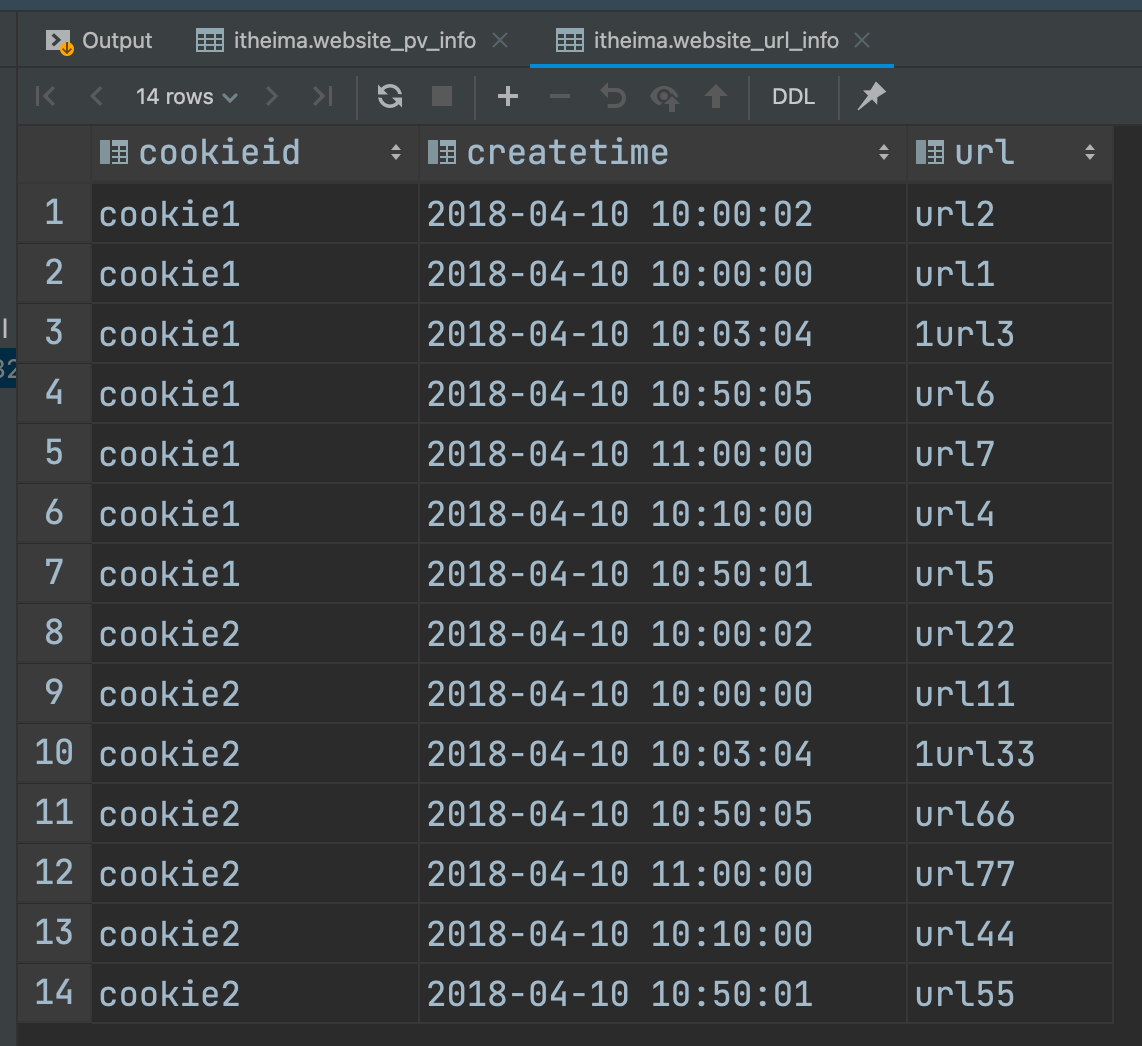 Output itheima.website_pv_info itheima.website_url_info
14 rows DDL
cookieid createtime url
1 cookie1 2018-04-10 10:00:02 url2
2 cookie1 2018-04-10 10:00:00 url1
3 cookie1 2018-04-10 10:03:04 1url3
4 cookie1 2018-04-10 10:50:05 url6
5 cookie1 2018-04-10 11:00:00 url7
6 cookie1 2018-04-10 10:10:00 url4
7 cookie1 2018-04-10 10:50:01 url5
8 cookie2 2018-04-10 10:00:02 url22
9 cookie2 2018-04-10 10:00:00 url11
10 cookie2 2018-04-10 10:03:04 1url33
11 cookie2 2018-04-10 10:50:05 url66
12 cookie2 2018-04-10 11:00:00 url77
13 cookie2 2018-04-10 10:10:00 url44
14 cookie2 2018-04-10 10:50:01 url55